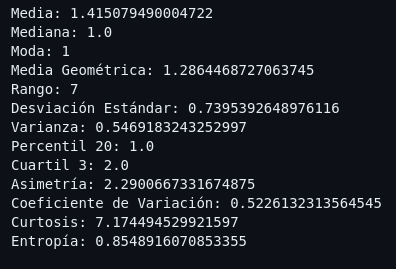 Media: 1.415079490004722
Mediana: 1.0
Moda: 1
Media Geométrica: 1.2864468727063745
Rango: 7
Desviación Estándar: 0.7395392648976116
Varianza: 0.5469183243252997
Percentil 20: 1.0
Cuartil 3: 2.0
Asimetría: 2.2900667331674875
Coeficiente de Variación: 0.5226132313564545
Curtosis: 7.174494529921597
Entropía: 0.8548916070853355